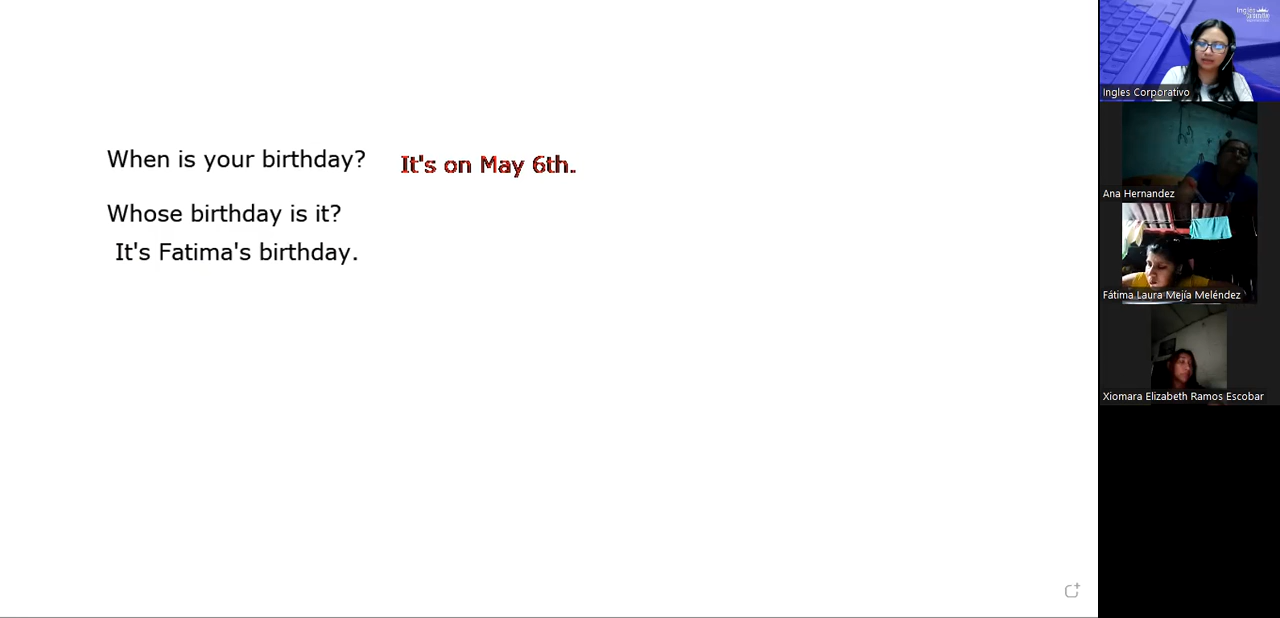 When is your birthday? It's on May 6th.
Whose birthday is it?
It's Fatima's birthday.
Ingles
Ingles Corporativo
Ana Hernandez
Fátima Laura Mejía Meléndez
Xiomara Elizabeth Ramos Escobar